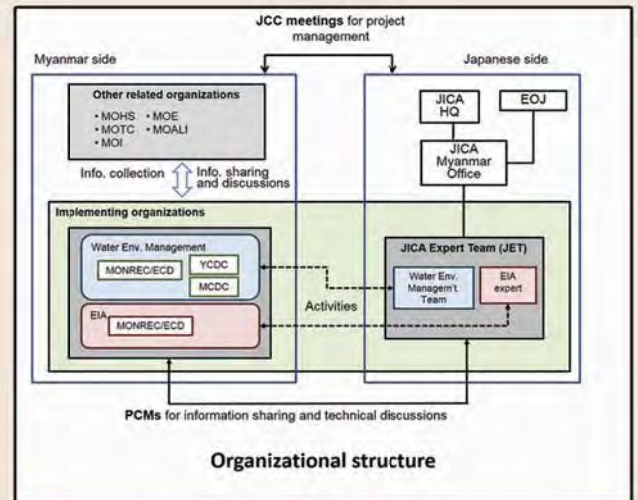 JCC meetings for project
management
Myanmar side
Japanese side
Other related organizations
• MOHS • MOE
• MOTC • MOALI
• MOI
JICA
HQ
EOJ
JICA
Myanmar
Office
Info. collection
Info. sharing
and discussions
Implementing organizations
Water Env. Management
MONREC/ECD
YCDC
MCDC
EIA
MONREC/ECD
Activities
JICA Expert Team (JET)
Water Env.
Managem't
Team
EIA
expert
PCMs for information sharing and technical discussions
Organizational structure